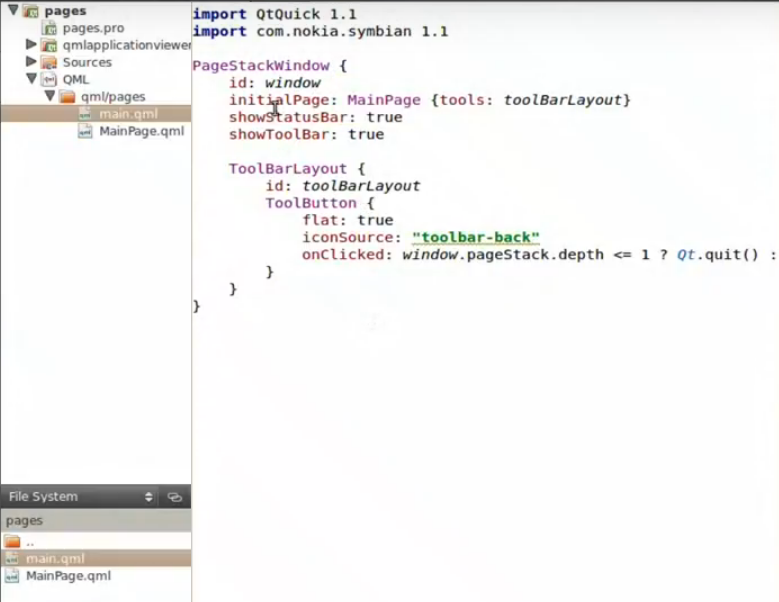 pages
pages.pro
qmlapplicationviewer
Sources
QML
qml/pages
main.qml
MainPage.qml
import QtQuick 1.1
import com.nokia.symbian 1.1
PageStackWindow {
id: window
initialPage: MainPage {tools: toolBarLayout}
showStatusBar: true
showToolBar: true
ToolBarLayout {
id: toolBarLayout
ToolButton {
flat: true
iconSource: "toolbar-back"
onClicked: window.pageStack.depth <= 1 ? Qt.quit() :
}
}
}
File System
pages
..
main.qml
MainPage.qml